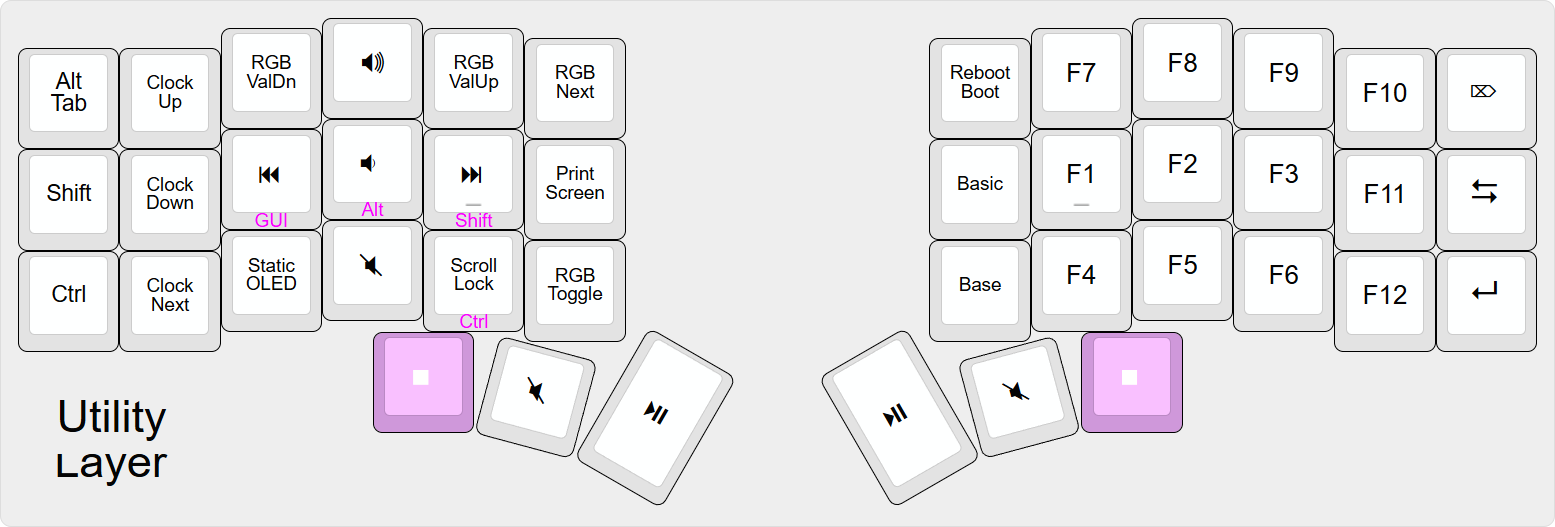 Alt
Tab
Clock
Up
RGB
ValDn
RGB
ValUp
RGB
Next
Reboot
Boot
F7
F8
F9
F10
Shift
Clock
Down
GUI
Alt
Shift
Print
Screen
Basic
F1
F2
F3
F11
Ctrl
Clock
Next
Static
OLED
Scroll
Lock
Ctrl
RGB
Toggle
Base
F4
F5
F6
F12
Utility
Layer